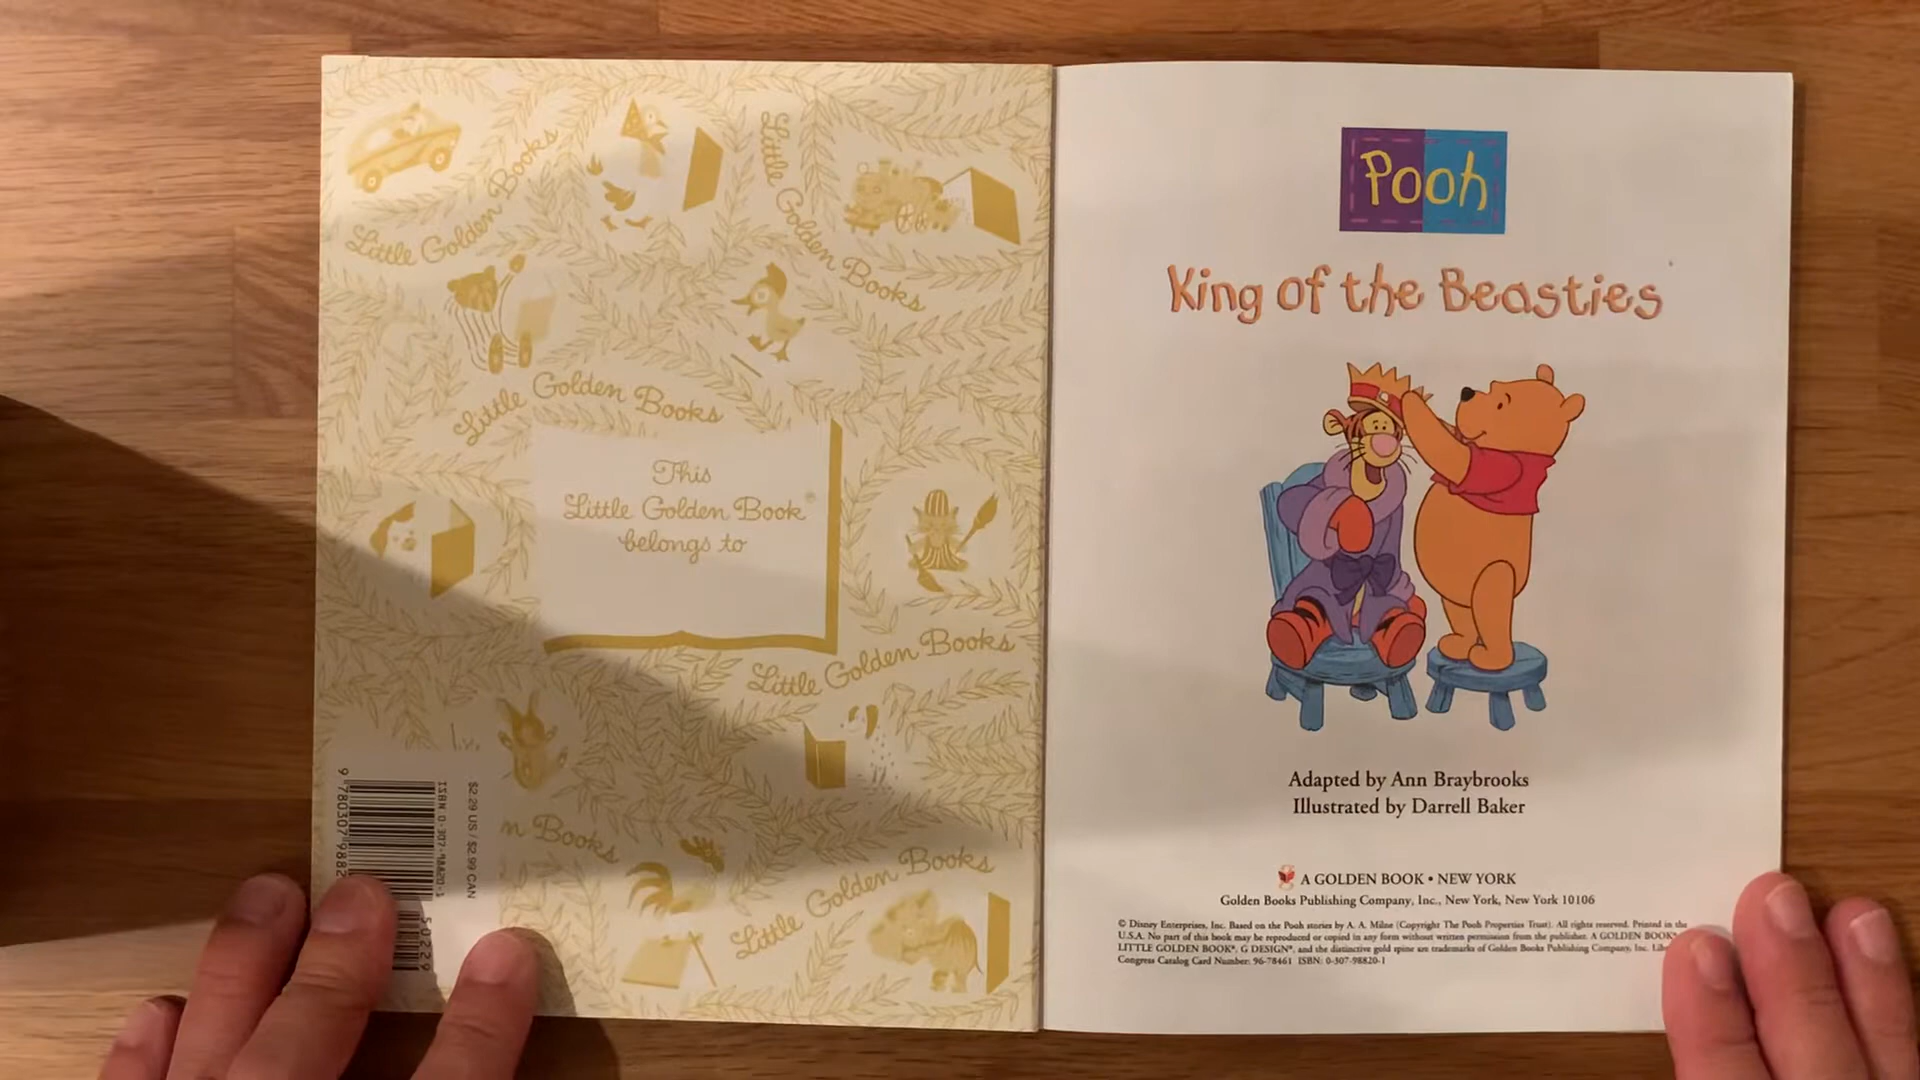 Little Golden Books
Little Golden Books
Little Golden Books
This
Little Golden Book®
belongs to
Little Golden Books
n Books
Little Golden Books
9 780307 9882
ISBN 0-307-98820-1
50229
$2.29 US / $2.99 CAN
Pooh
King of the Beasties
Adapted by Ann Braybrooks
Illustrated by Darrell Baker
A GOLDEN BOOK • NEW YORK
Golden Books Publishing Company, Inc., New York, New York 10106
© Disney Enterprises, Inc. Based on the Pooh stories by A. A. Milne (Copyright The Pooh Properties Trust). All rights reserved. Printed in the
U.S.A. No part of this book may be reproduced or copied in any form without written permission from the publisher. A GOLDEN BOOK®,
LITTLE GOLDEN BOOK®, G DESIGN®, and the distinctive gold spine are trademarks of Golden Books Publishing Company, Inc.
Congress Catalog Card Number: 96-78461 ISBN: 0-307-98820-1